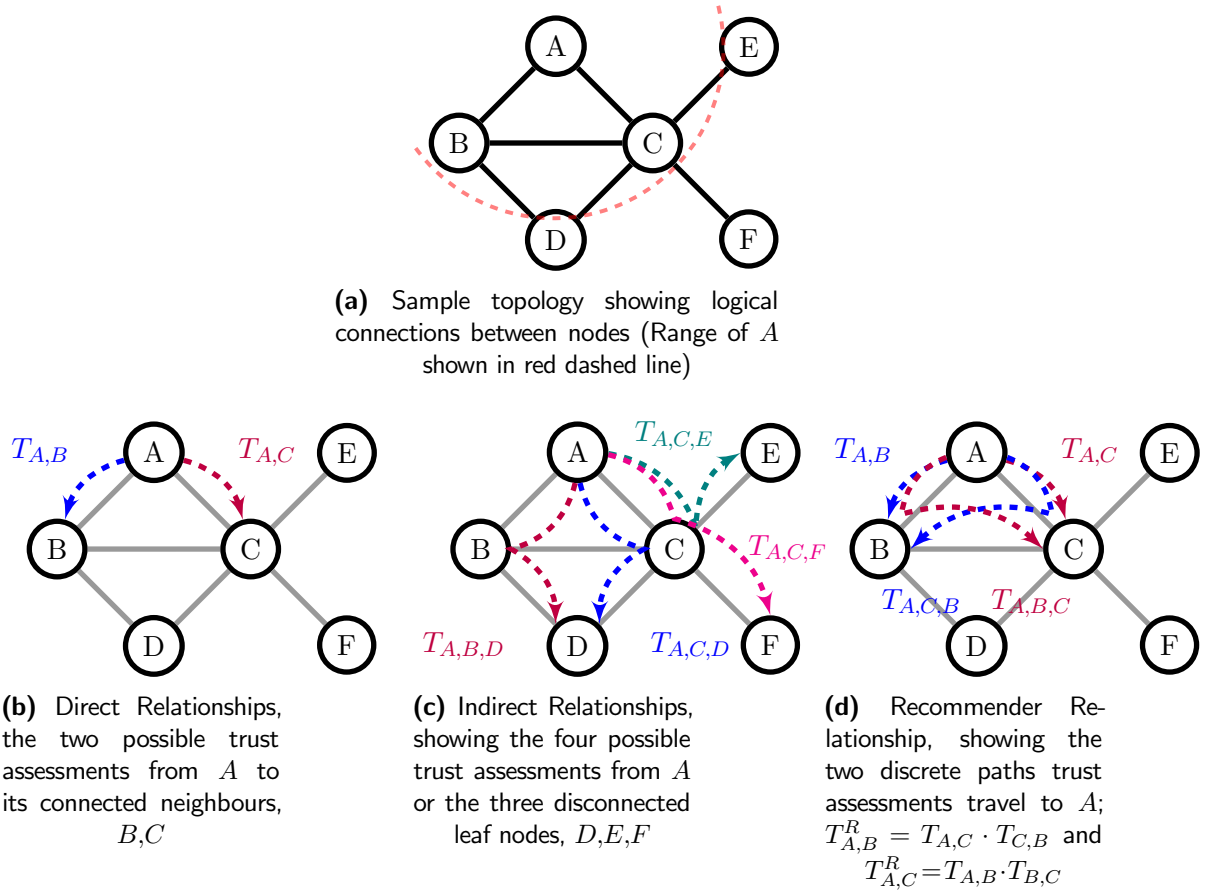 A
E
B
C
D
F
(a) Sample topology showing logical
connections between nodes (Range of A
shown in red dashed line)
T_{A,B}
A
T_{A,C}
E
B
C
D
F
(b) Direct Relationships,
the two possible trust
assessments from A to
its connected neighbours,
B,C
A
T_{A,C,E}
E
B
C
T_{A,C,F}
T_{A,B,D}
D
T_{A,C,D}
F
(c) Indirect Relationships,
showing the four possible
trust assessments from A
or the three disconnected
leaf nodes, D,E,F
T_{A,B}
A
T_{A,C}
E
B
C
T_{A,C,B}
T_{A,B,C}
D
F
(d) Recommender Re-
lationship, showing the
two discrete paths trust
assessments travel to A;
T^R_{A,B} = T_{A,C} · T_{C,B} and
T^R_{A,C}=T_{A,B}·T_{B,C}